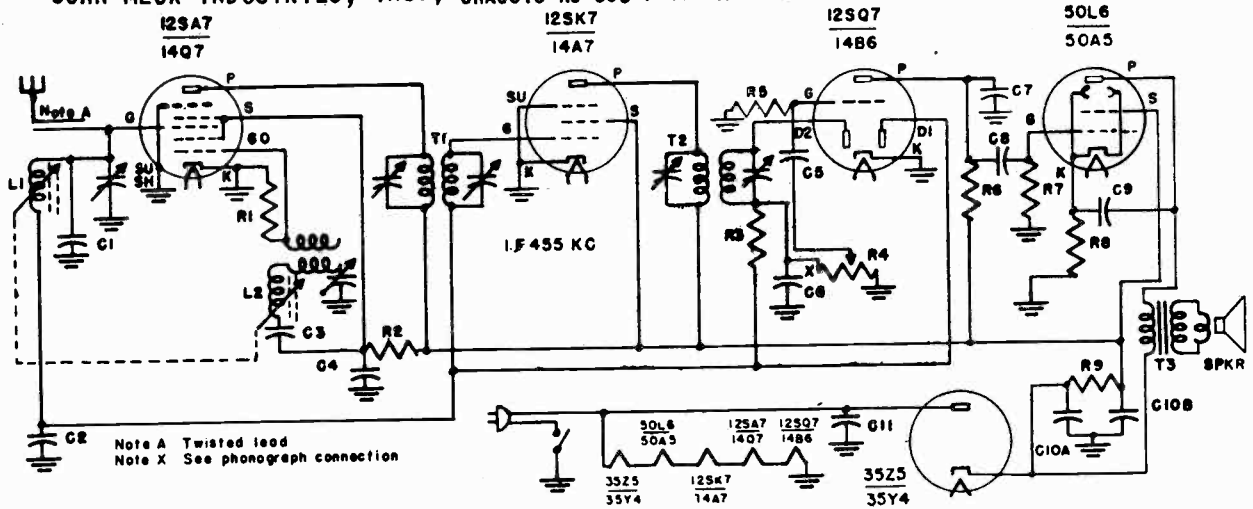 12SA7
14Q7
12SK7
14A7
12SQ7
14B6
50L6
50A5
Note A
G
P
S
GO
SU
SH
K
L1
C1
R1
L2
C3
C4
R2
C2
T1
SU
G
K
P
S
I.F 455 KC
T2
R5
G
P
D2
D1
K
C5
R3
X
R4
C6
C7
C8
R6
R7
G
P
S
K
C9
R8
T3
SPKR
R9
C10A
C10B
C11
Note A Twisted lead
Note X See phonograph connection
35Z5
35Y4
50L6
50A5
12SK7
14A7
12SA7
14Q7
12SQ7
14B6
35Z5
35Y4